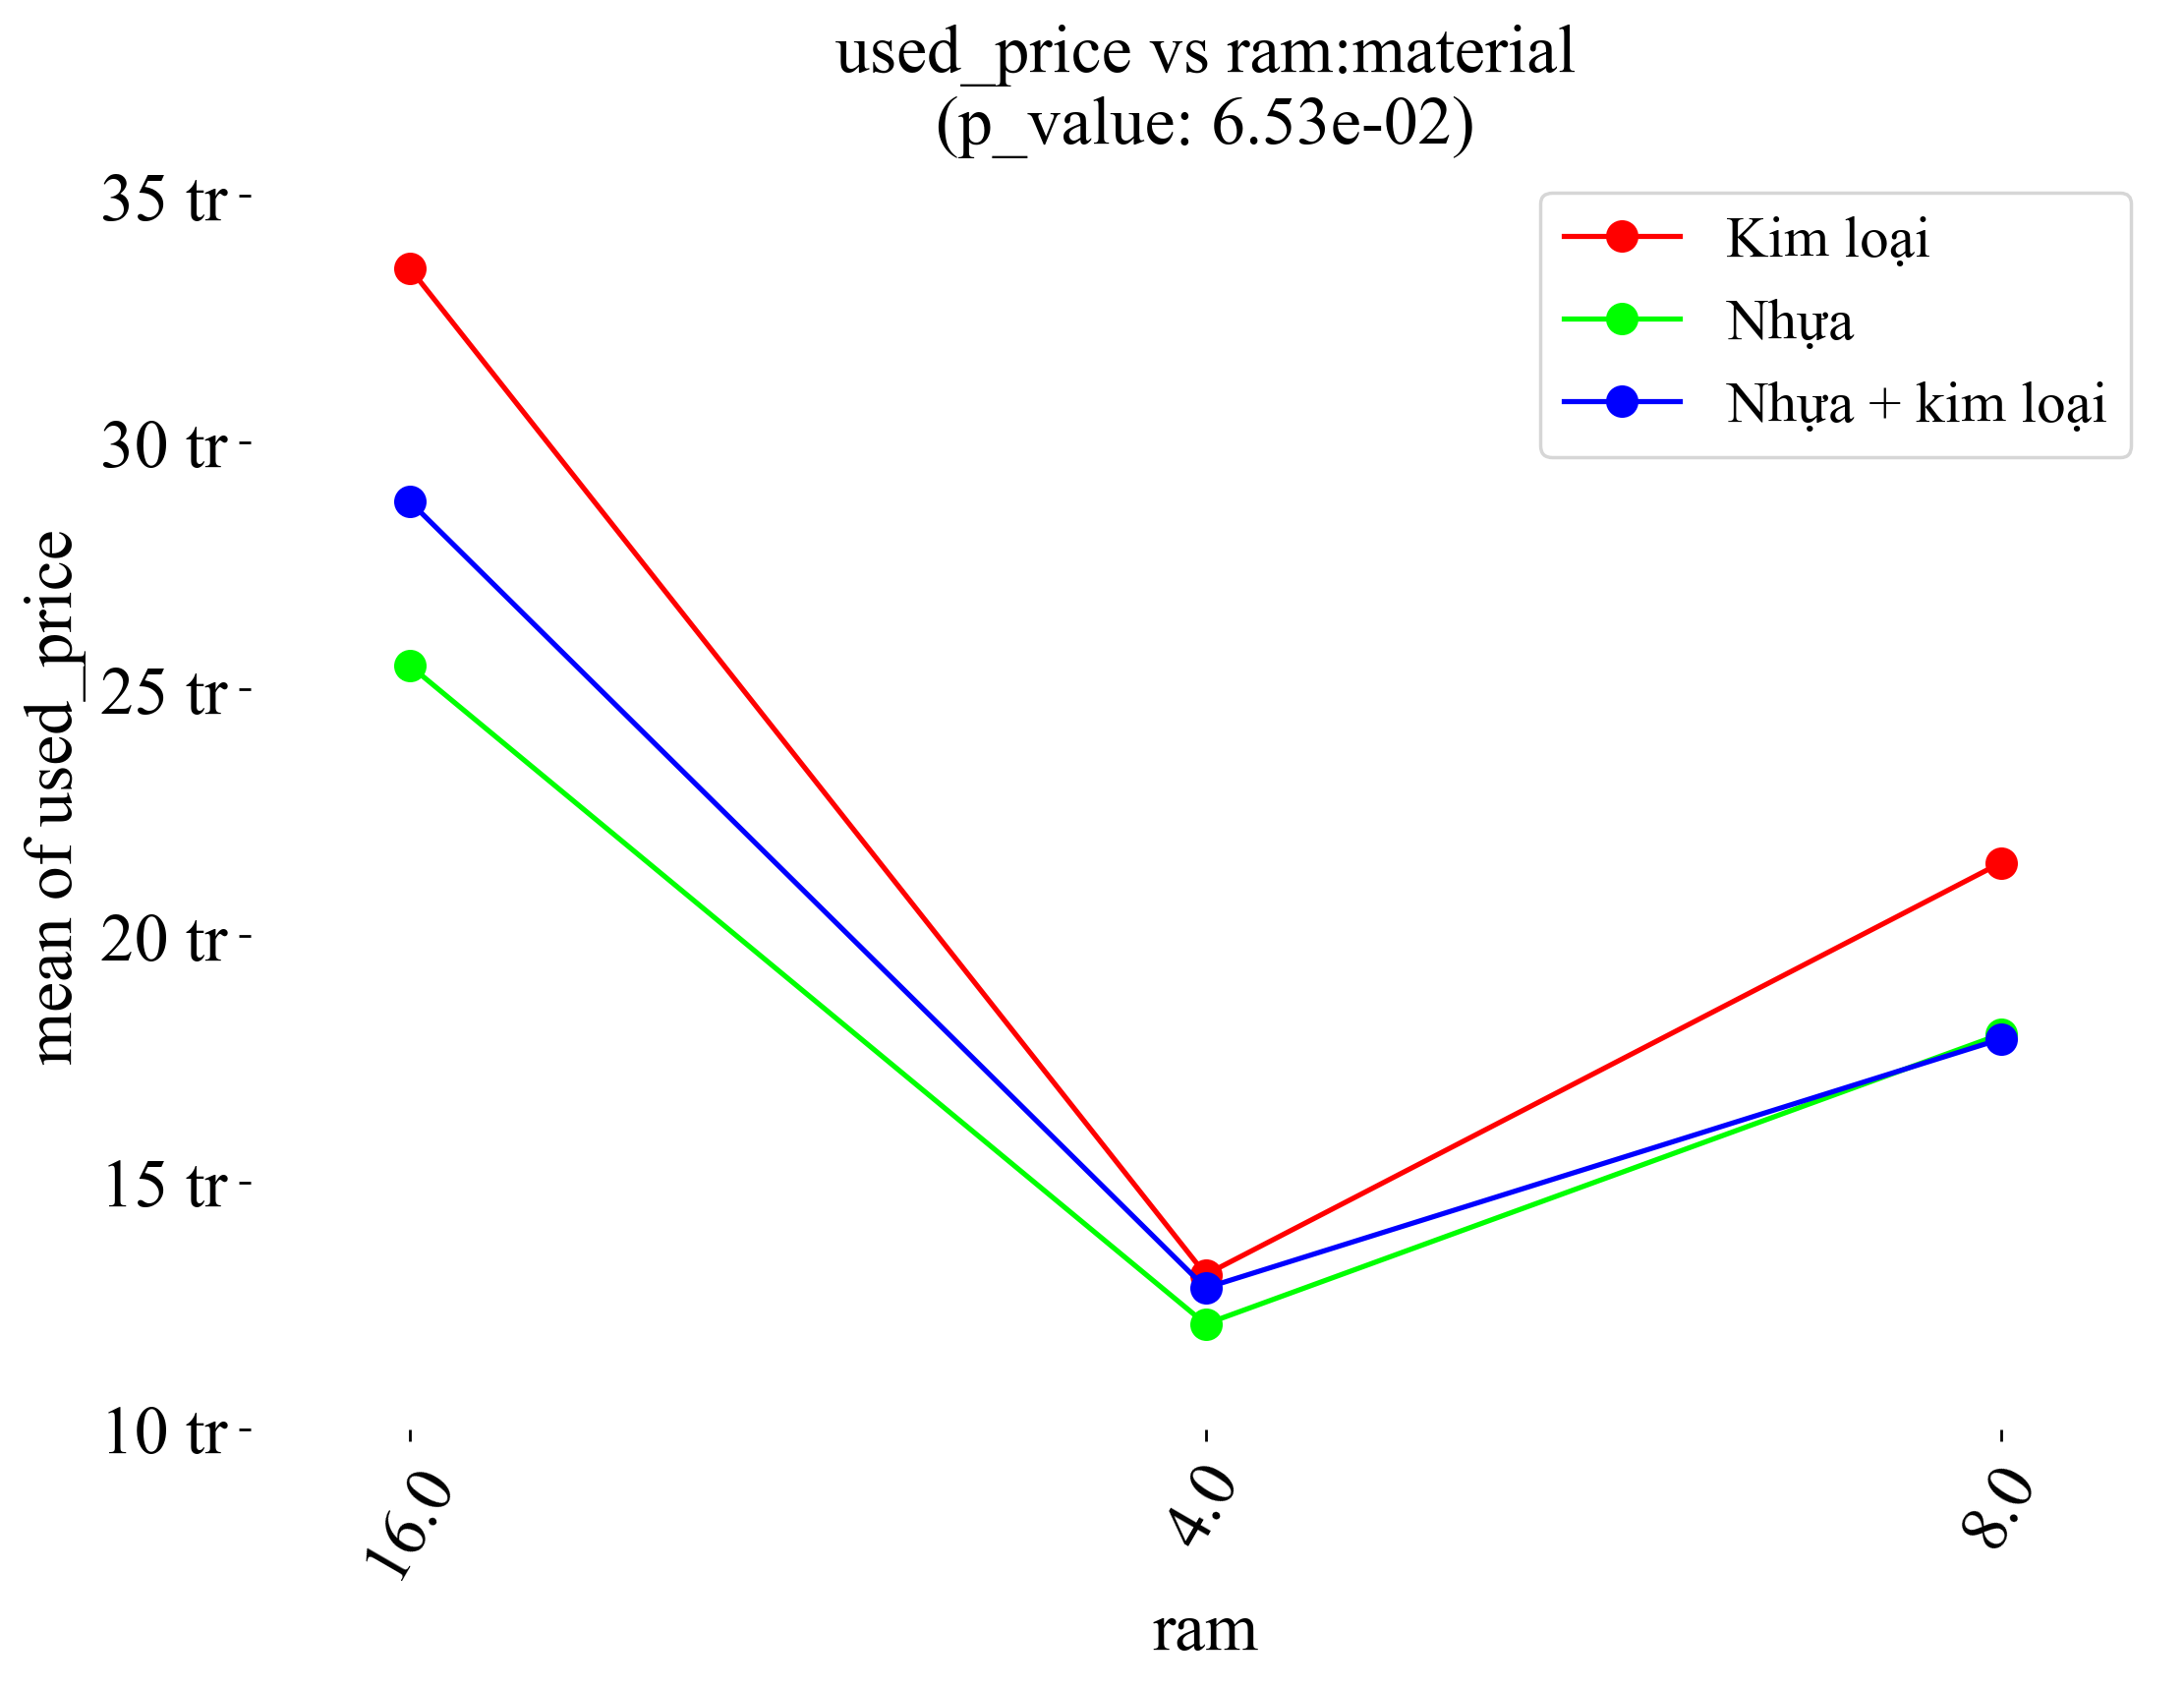 used_price vs ram:material
(p_value: 6.53e-02)
35 tr
30 tr
25 tr
20 tr
15 tr
10 tr
mean of used_price
Kim loại
Nhựa
Nhựa + kim loại
16.0
4.0
8.0
ram